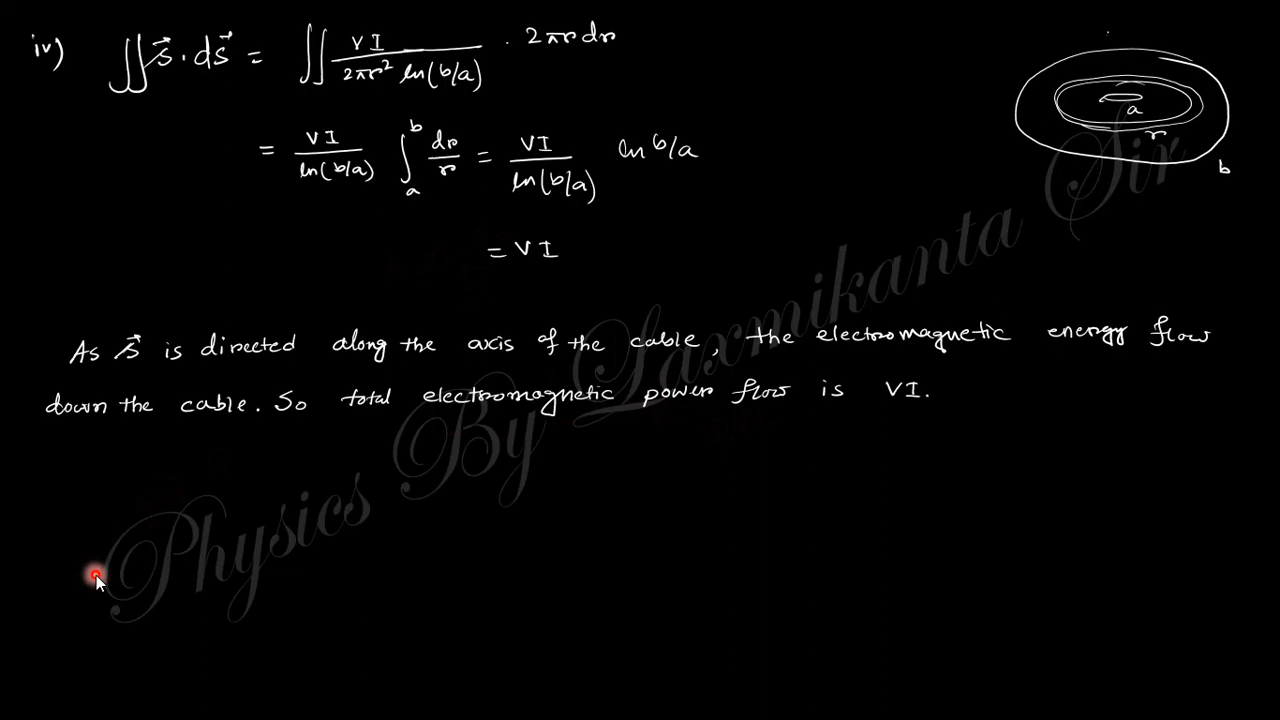 iv) ∬ S⃗ . ds⃗ = ∬ VI / 2πr² ln(b/a) . 2πr dr
= VI / ln(b/a) ∫ₐᵇ dr/r = VI / ln(b/a) ln b/a
= VI
a
r
b
As S⃗ is directed along the axis of the cable, the electromagnetic energy flow
down the cable. So total electromagnetic power flow is VI.
Physics By Laxmikanta Sir